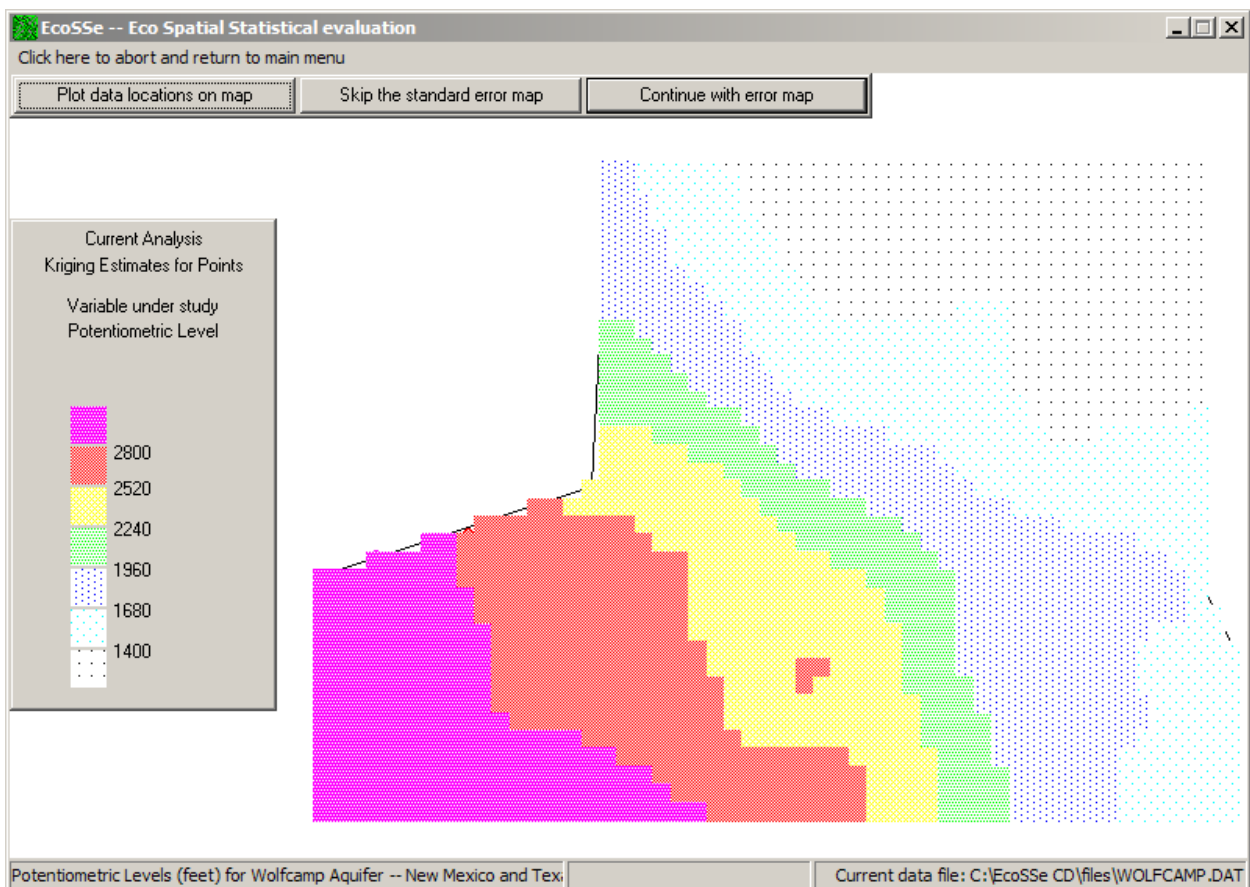 EcoSSe -- Eco Spatial Statistical evaluation
Click here to abort and return to main menu
Plot data locations on map
Skip the standard error map
Continue with error map
Current Analysis
Kriging Estimates for Points
Variable under study
Potentiometric Level
2800
2520
2240
1960
1680
1400
Potentiometric Levels (feet) for Wolfcamp Aquifer -- New Mexico and Texa
Current data file: C:\EcoSSe CD\files\WOLFCAMP.DAT